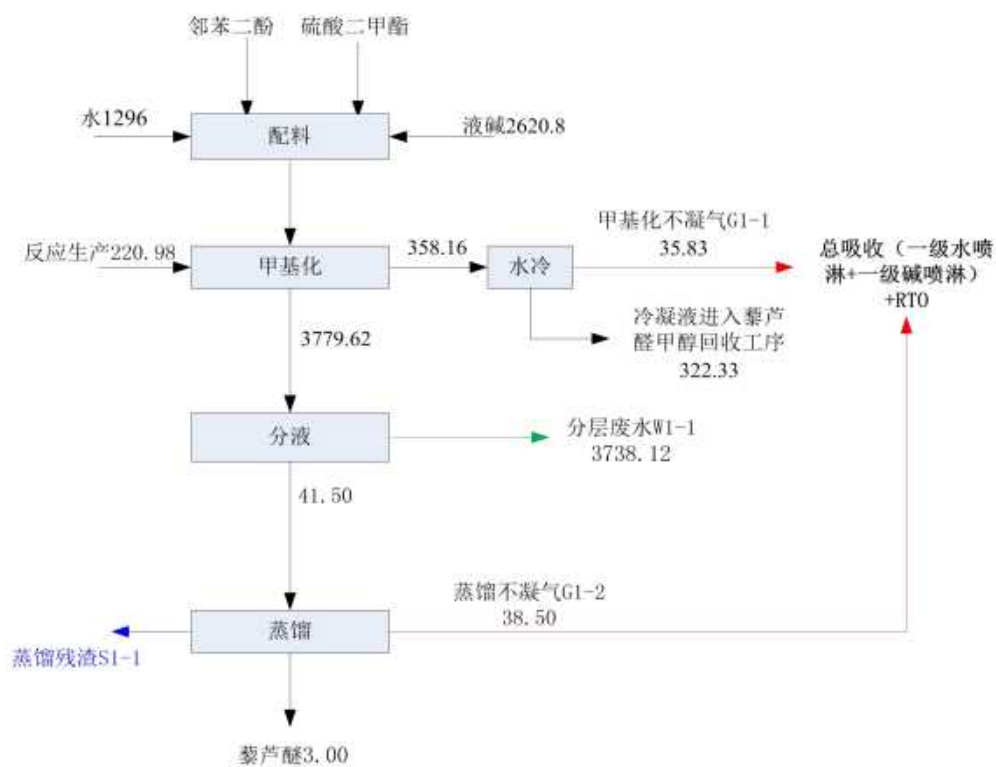 邻苯二酚
硫酸二甲酯
水1296
配料
液碱2620.8
反应生产220.98
甲基化
358.16
水冷
甲基化不凝气G1-1
35.83
总吸收（一级水喷
淋+一级碱喷淋）
+RTO
3779.62
冷凝液进入藜芦
醛甲醇回收工序
322.33
分液
分层废水W1-1
3738.12
41.50
蒸馏不凝气G1-2
38.50
蒸馏
蒸馏残渣S1-1
藜芦醚3.00